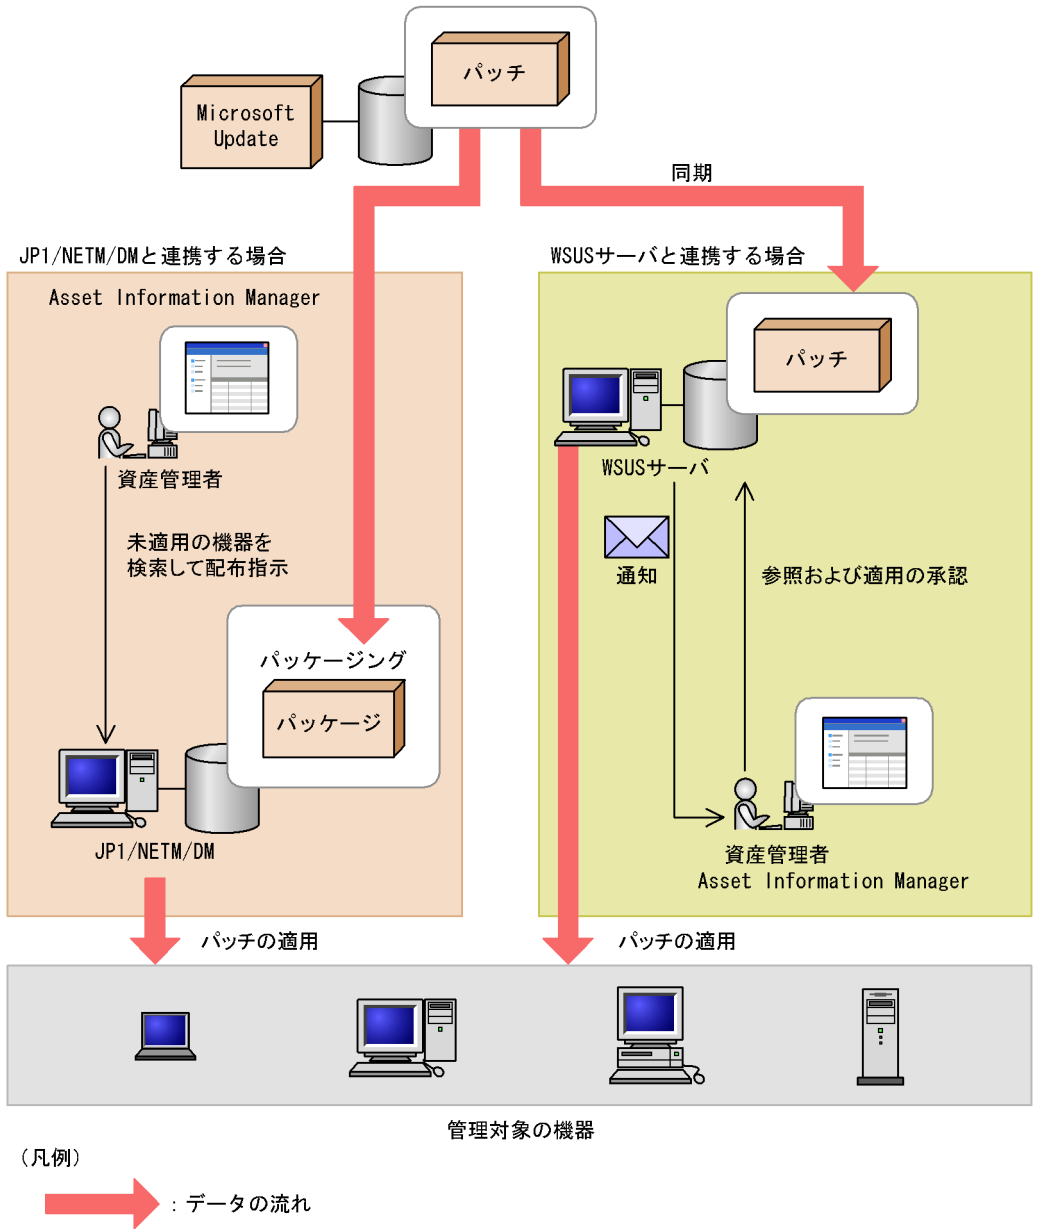 パッチ
Microsoft
Update
同期
JP1/NETM/DMと連携する場合
Asset Information Manager
資産管理者
未適用の機器を
検索して配布指示
パッケージング
パッケージ
JP1/NETM/DM
パッチの適用
WSUSサーバと連携する場合
パッチ
WSUSサーバ
通知
参照および適用の承認
資産管理者
Asset Information Manager
パッチの適用
管理対象の機器
(凡例)
：データの流れ